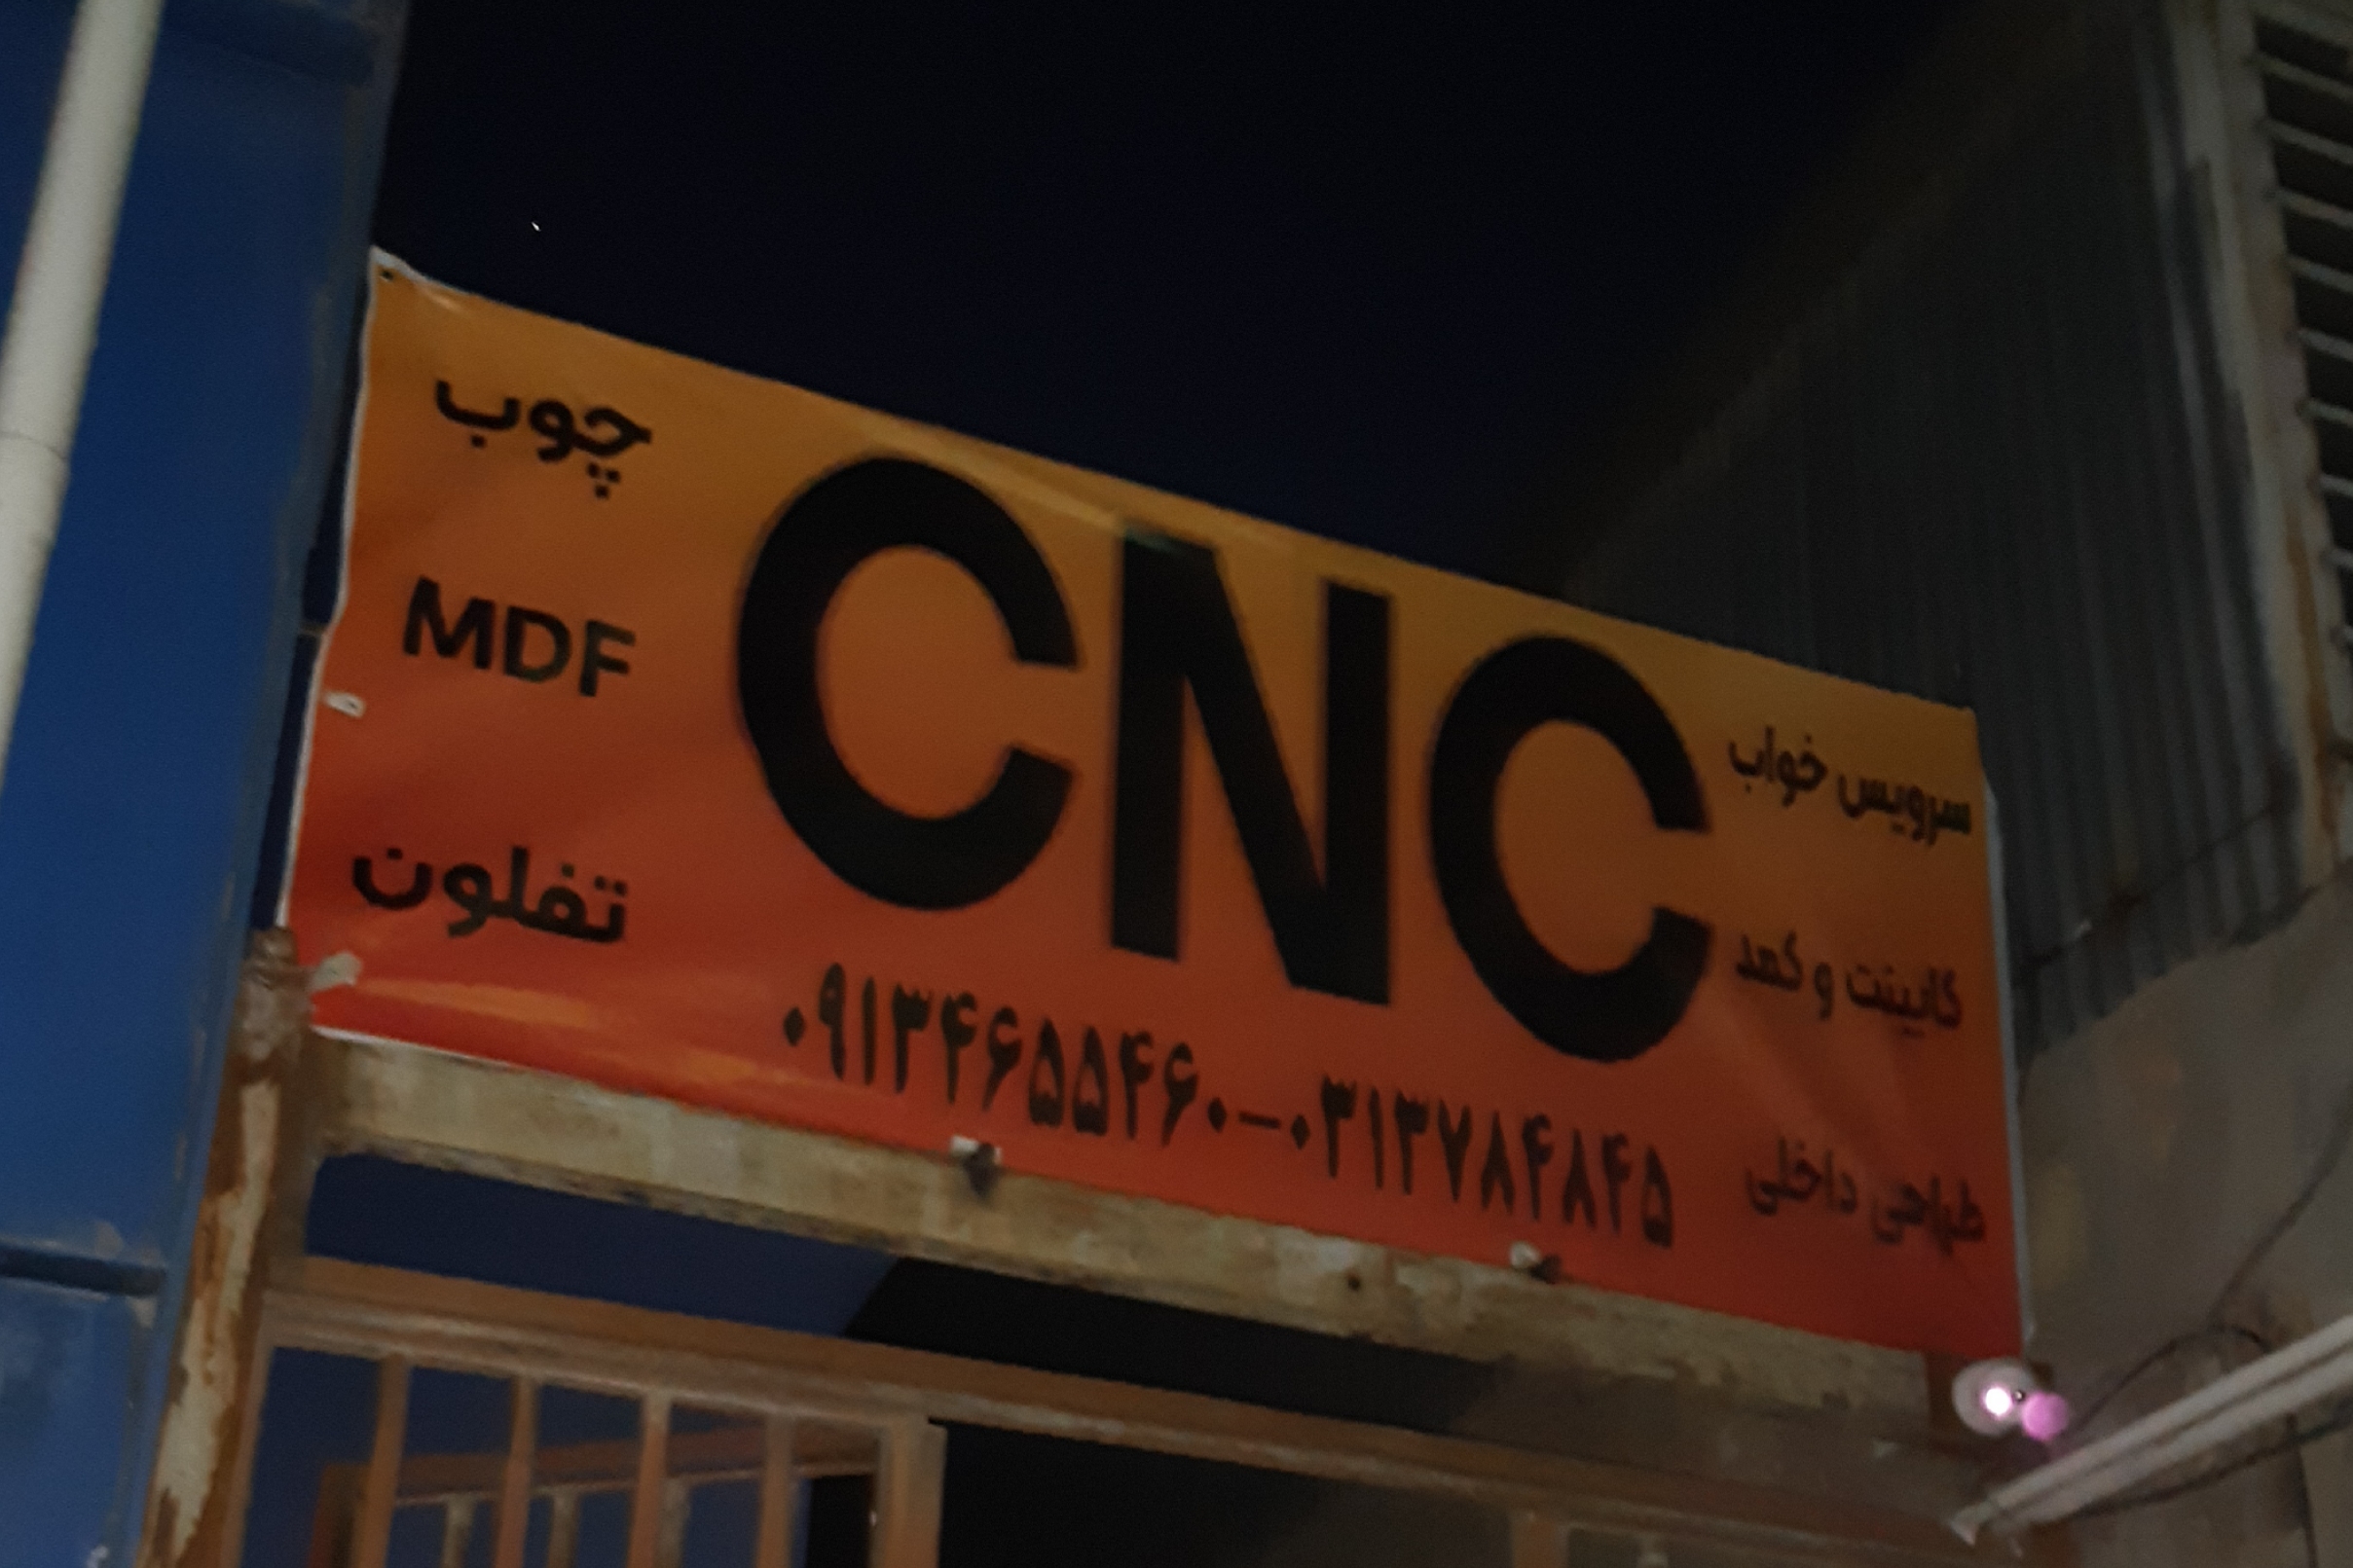 CNC
چوب
MDF
تفلون
سرویس خواب
کابینت و کمد
طراحی داخلی
۰۹۱۳۴۶۵۵۴۶۰-۰۳۱۳۷۸۴۸۴۵